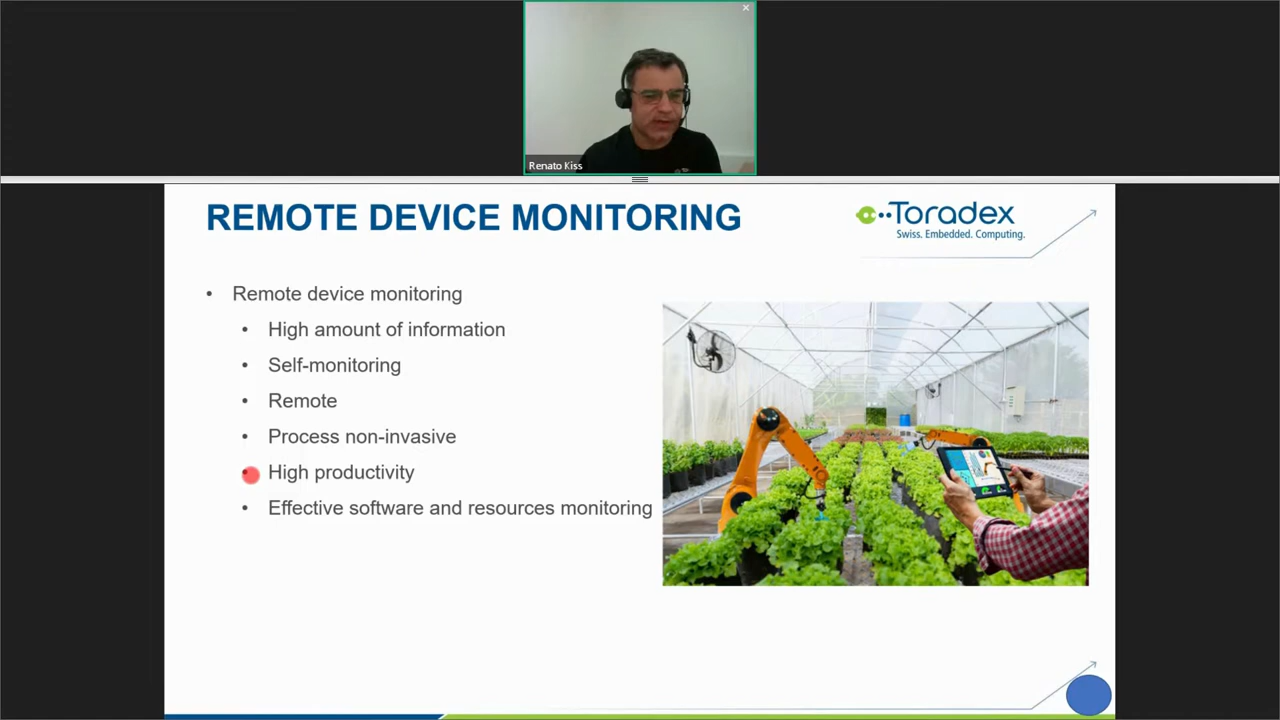 Renato Kiss
REMOTE DEVICE MONITORING
Toradex
Swiss. Embedded. Computing.
• Remote device monitoring
• High amount of information
• Self-monitoring
• Remote
• Process non-invasive
• High productivity
• Effective software and resources monitoring